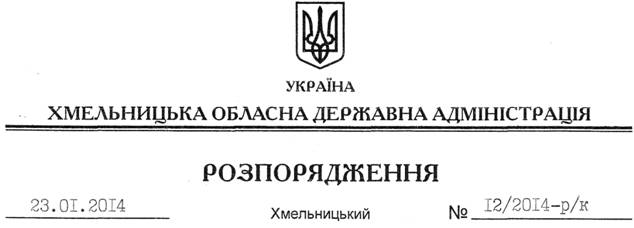 УКРАЇНА
ХМЕЛЬНИЦЬКА ОБЛАСНА ДЕРЖАВНА АДМІНІСТРАЦІЯ
РОЗПОРЯДЖЕННЯ
23.01.2014 Хмельницький № 12/2014-р/к